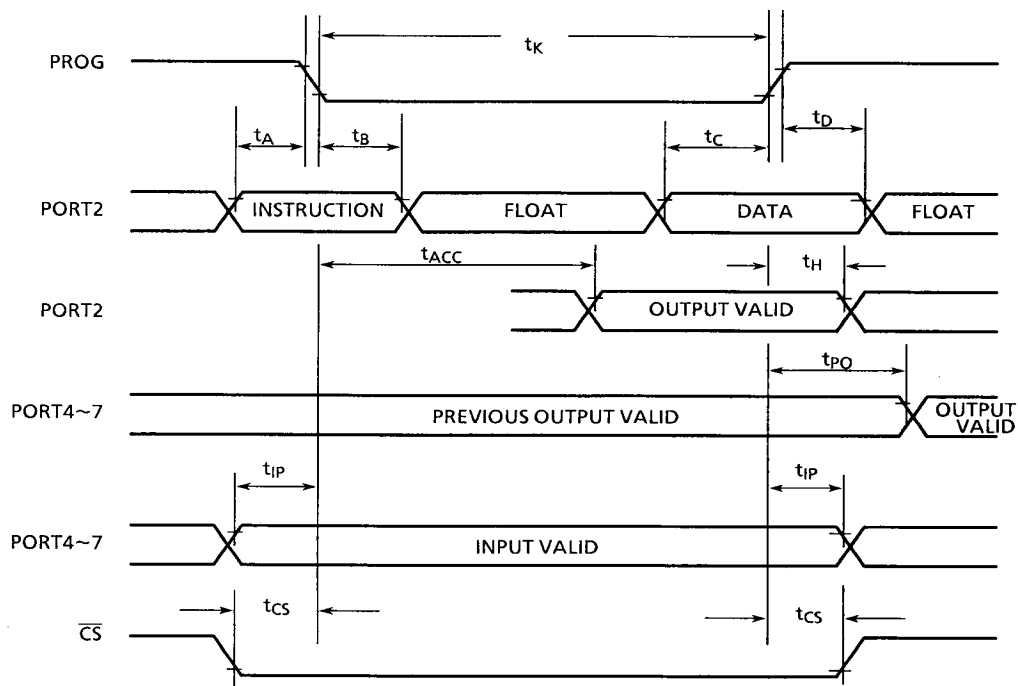 tK
PROG
tA
tB
tC
tD
PORT2
INSTRUCTION
FLOAT
DATA
FLOAT
tACC
tH
PORT2
OUTPUT VALID
tPO
PORT4~7
PREVIOUS OUTPUT VALID
OUTPUT
VALID
tIP
tIP
PORT4~7
INPUT VALID
tCS
tCS
CS